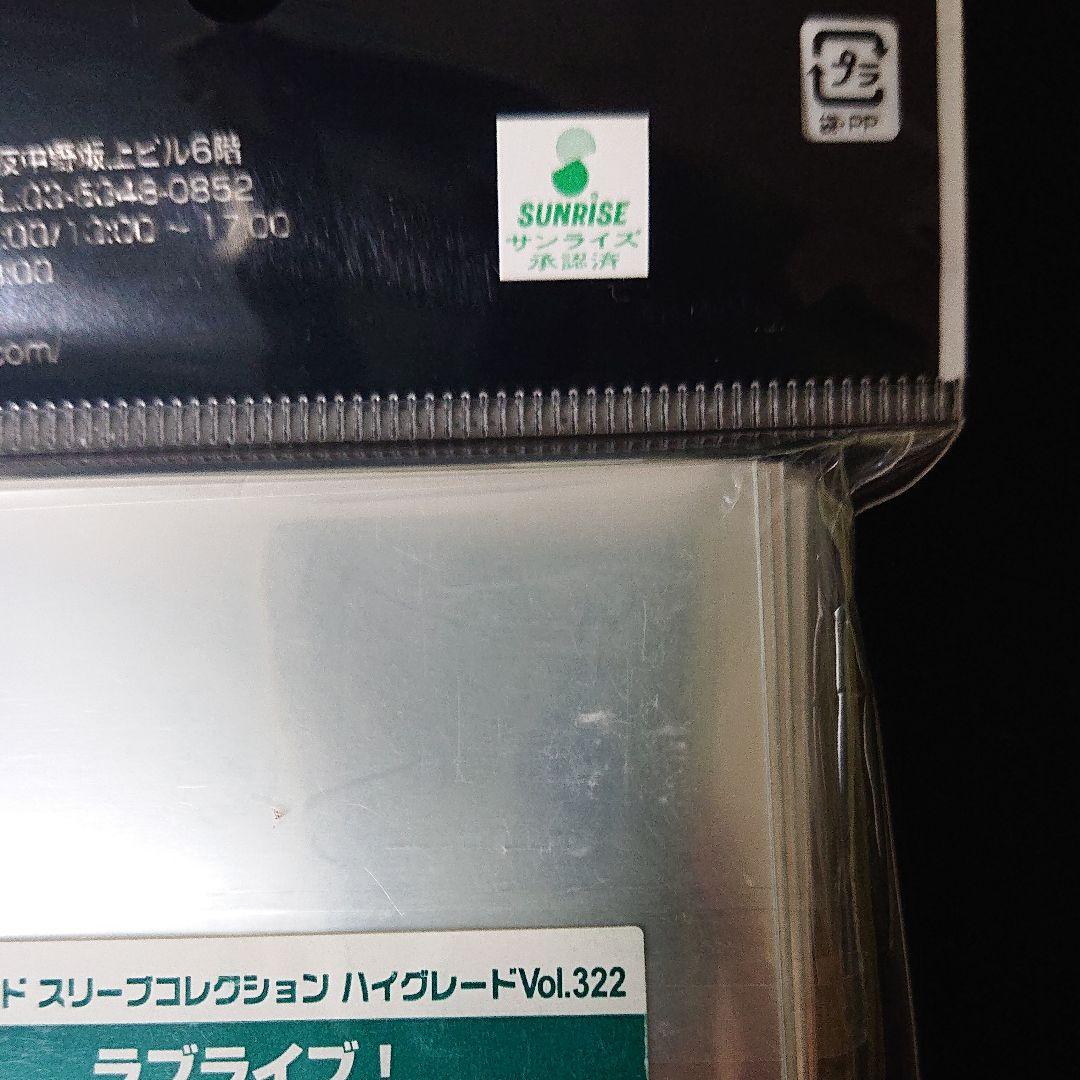 中野坂上ビル6階
03-5348-0852
:00/13:00 ~ 17:00
:00
com/
SUNRISE
サンライズ
承認済
プラ
袋・PP
ド スリーブコレクション ハイグレードVol.322
ラブライブ!